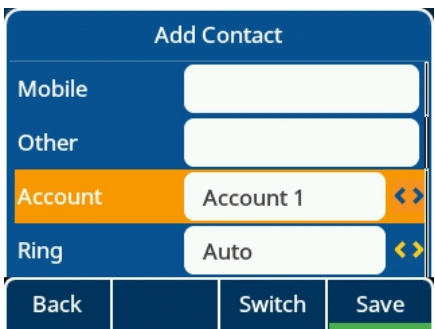 Add Contact
Mobile
Other
Account Account 1
Ring Auto
Back Switch Save